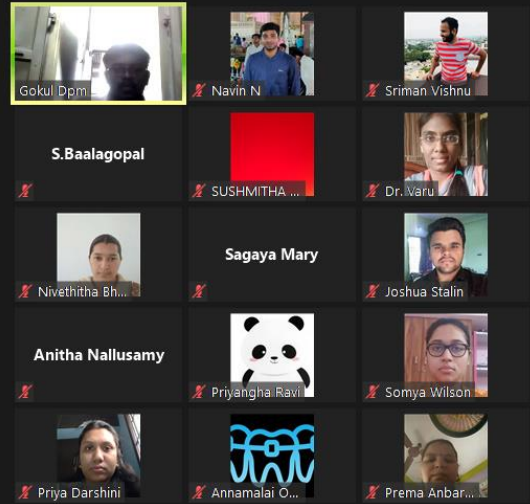 Gokul Dpm
Navin N
Sriman Vishnu
S.Baalagopal
SUSHMITHA ...
Dr. Varu
Nivethitha Bh...
Sagaya Mary
Joshua Stalin
Anitha Nallusamy
Priyangha Ravi
Somya Wilson
Priya Darshini
Annamalai O...
Prema Anbar...